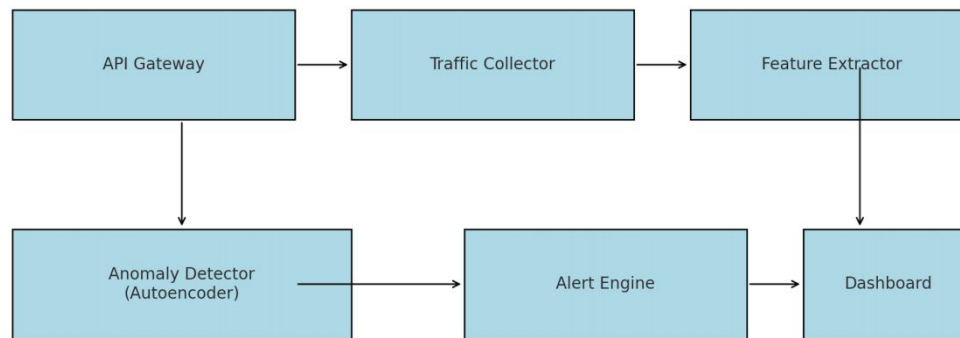 API Gateway
Traffic Collector
Feature Extractor
Anomaly Detector
(Autoencoder)
Alert Engine
Dashboard